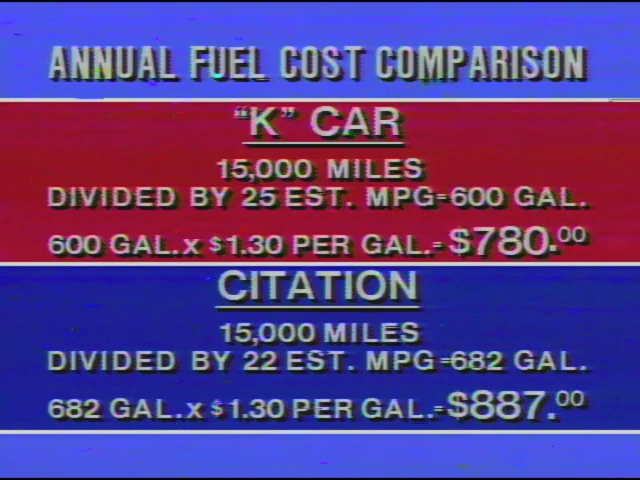 ANNUAL FUEL COST COMPARISON
"K" CAR
15,000 MILES
DIVIDED BY 25 EST. MPG=600 GAL.
600 GAL. x $1.30 PER GAL.= $780.00
CITATION
15,000 MILES
DIVIDED BY 22 EST. MPG=682 GAL.
682 GAL. x $1.30 PER GAL.= $887.00